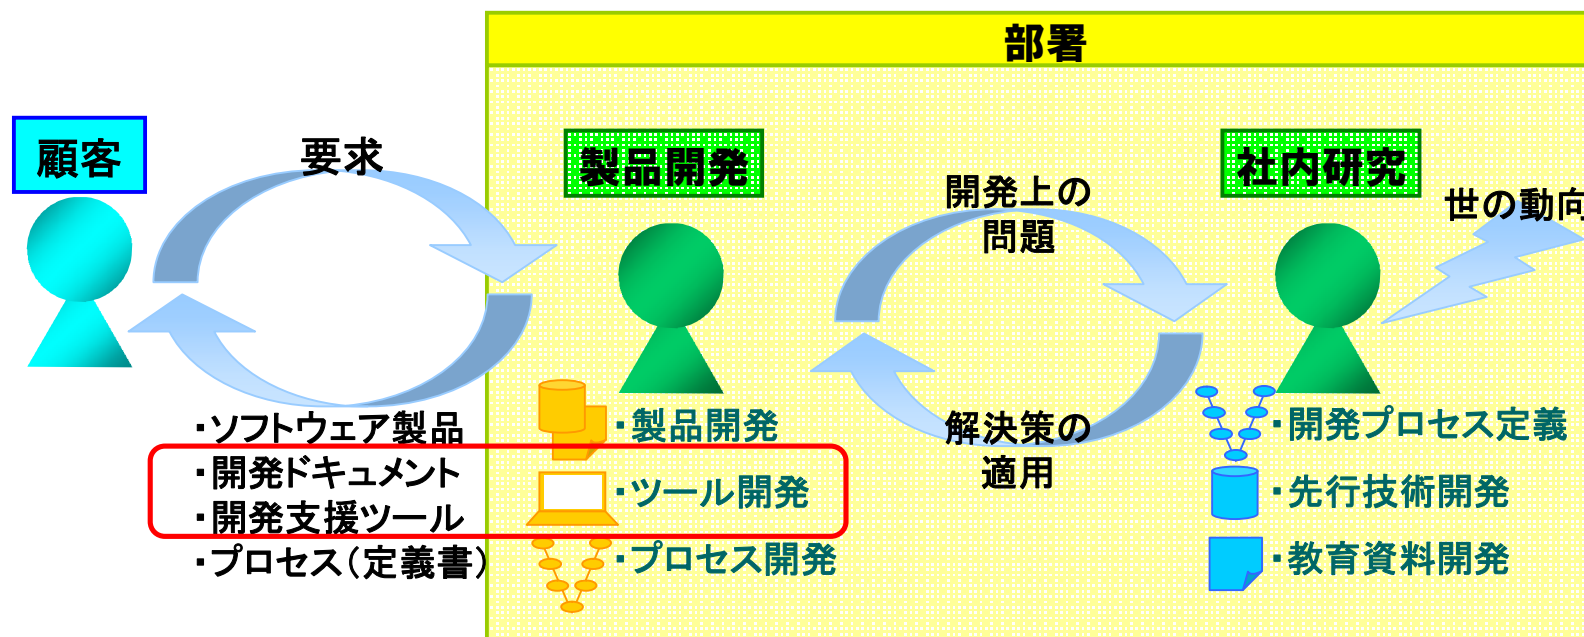 部署
顧客
要求
製品開発
社内研究
開発上の
問題
世の動向
・ソフトウェア製品
・開発ドキュメント
・開発支援ツール
・プロセス(定義書)
・製品開発
・ツール開発
・プロセス開発
解決策の
適用
・開発プロセス定義
・先行技術開発
・教育資料開発